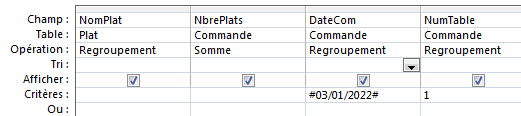 Champ : NomPlat NbrePlats DateCom NumTable
Table : Plat Commande Commande Commande
Opération : Regroupement Somme Regroupement Regroupement
Tri :
Afficher :
Critères : #03/01/2022# 1
Ou :